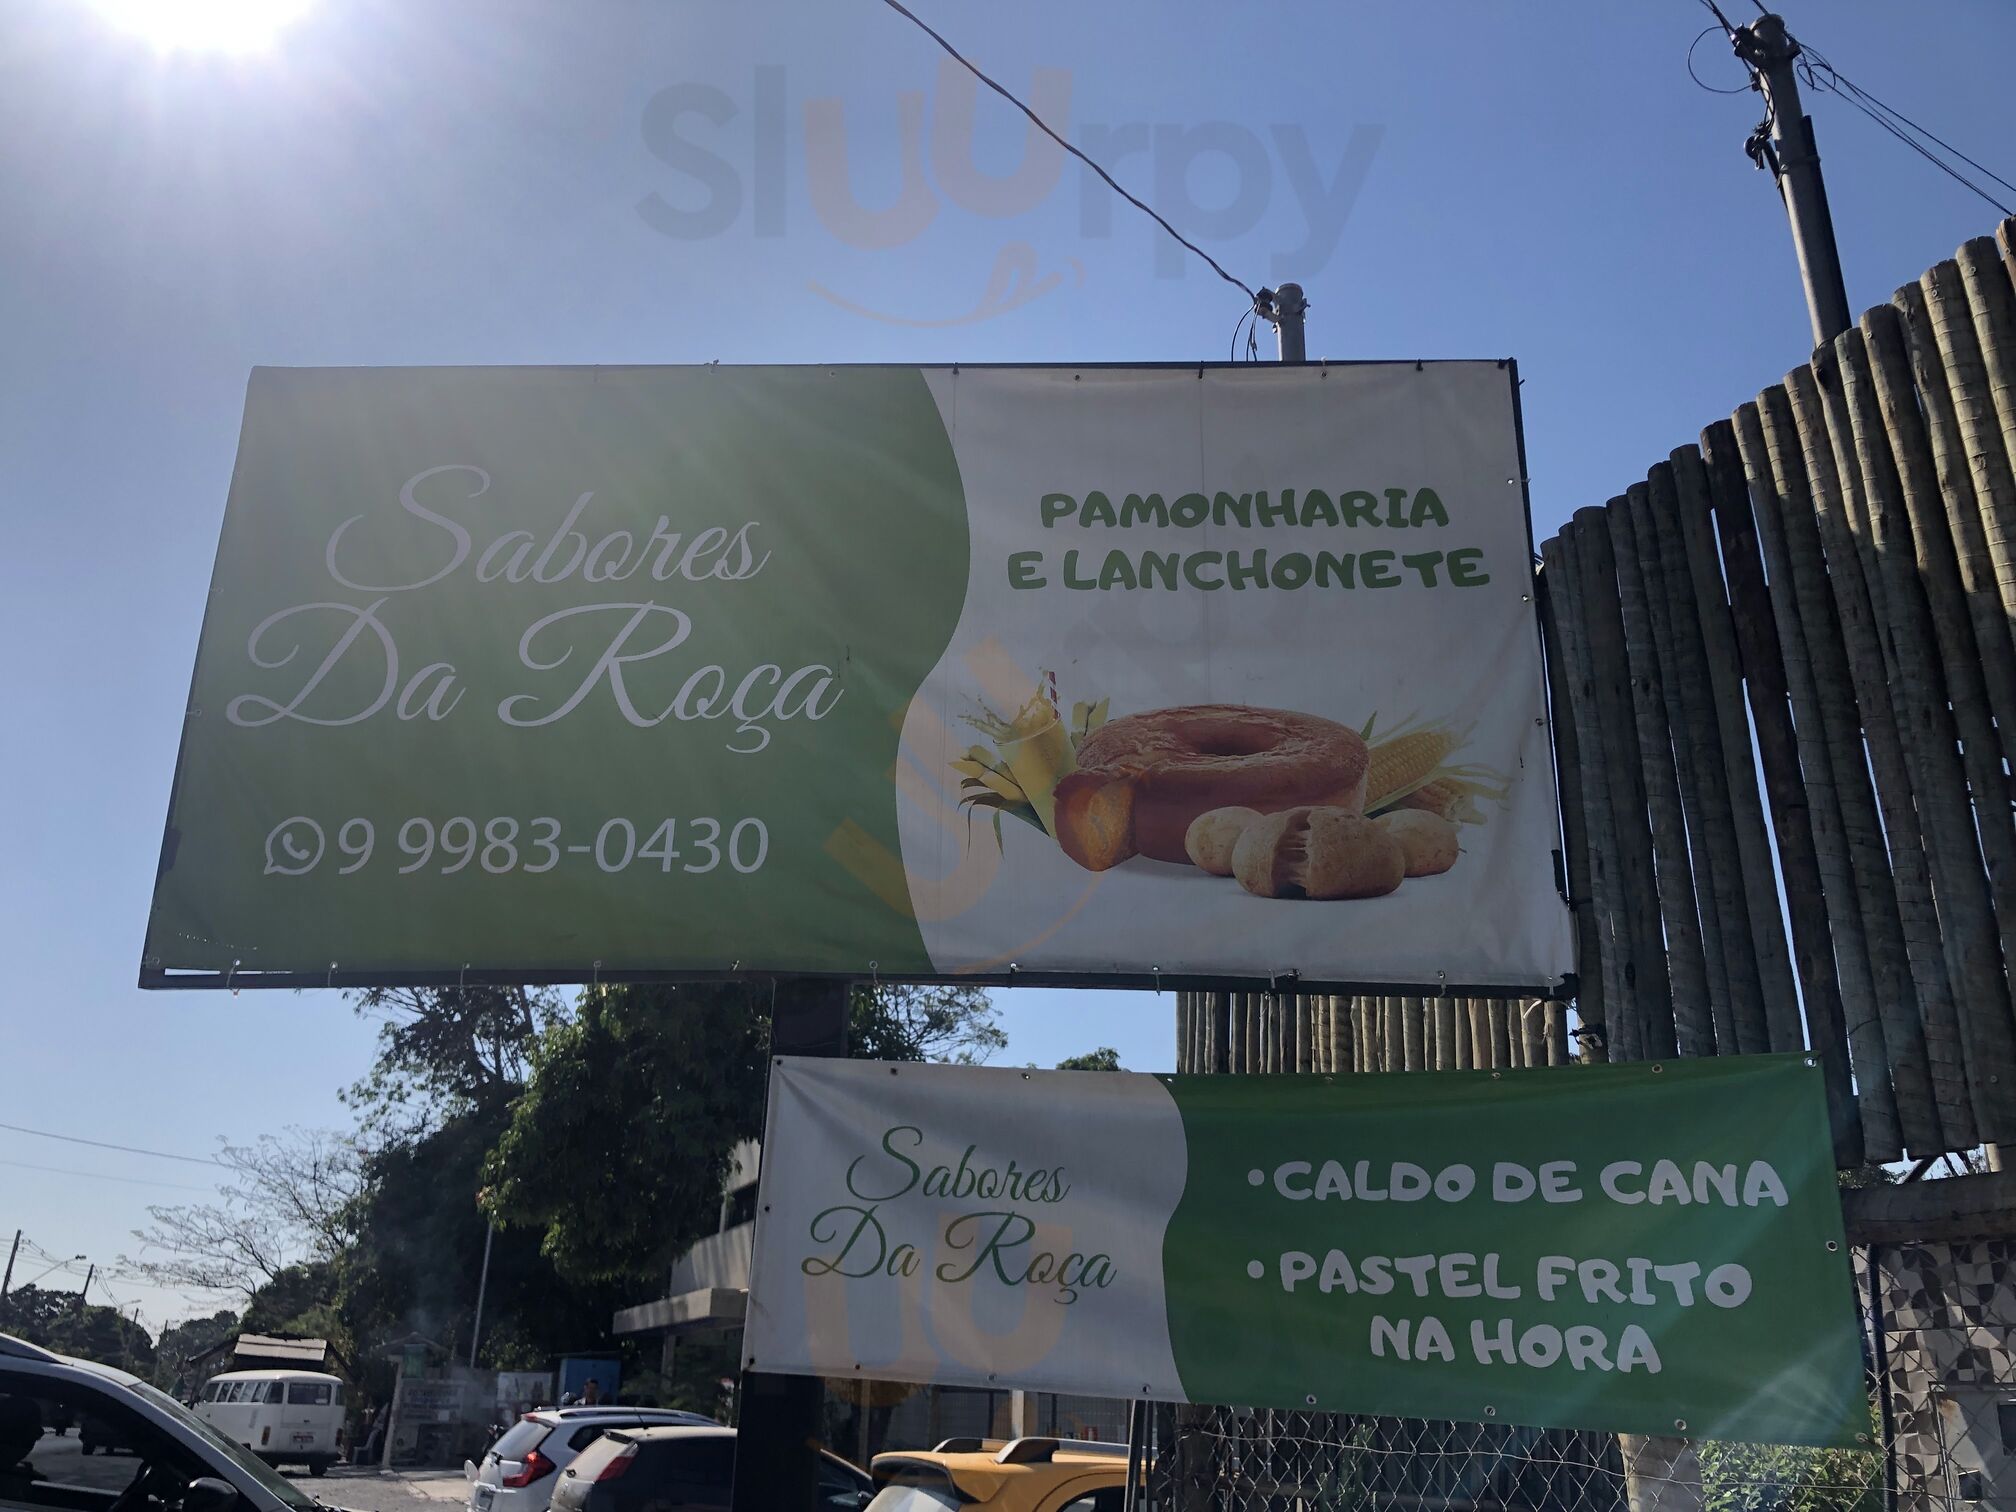 Sluurpy
Sabores
Da Roça
9 9983-0430
PAMONHARIA
E LANCHONETE
Sabores
Da Roça
•CALDO DE CANA
•PASTEL FRITO
NA HORA